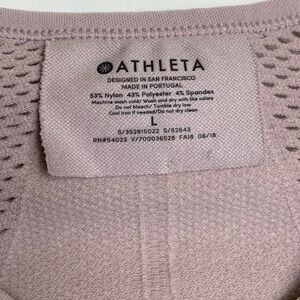 ATHLETA
DESIGNED IN SAN FRANCISCO
MADE IN PORTUGAL
53% Nylon 43% Polyester 4% Spandex
Machine wash cold/ Wash and dry with like colors
Do not bleach/ Tumble dry low
Cool iron if needed/Do not dry clean
L
S/352815022 S/62643
RN#54023 V/700036528 FA18 06/18